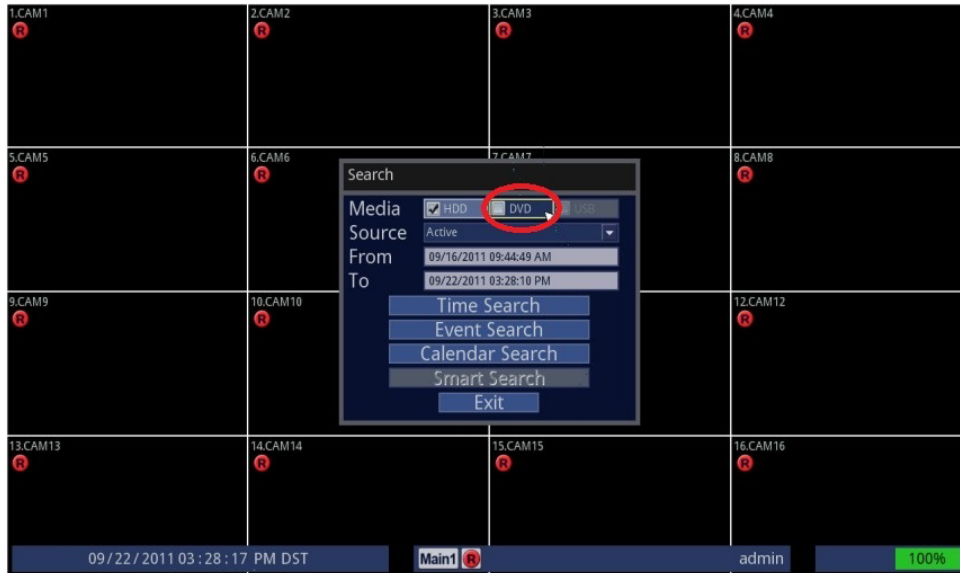 1.CAM1 2.CAM2 3.CAM3 4.CAM4
R R R R
5.CAM5 6.CAM6 7.CAM7 8.CAM8
R R R
Search
Media HDD DVD USB
Source Active
From 09/16/2011 09:44:49 AM
To 09/22/2011 03:28:10 PM
9.CAM9 10.CAM10 12.CAM12
R R R
Time Search
Event Search
Calendar Search
Smart Search
Exit
13.CAM13 14.CAM14 15.CAM15 16.CAM16
R R R R
09/22/2011 03:28:17 PM DST Main1 R admin 100%